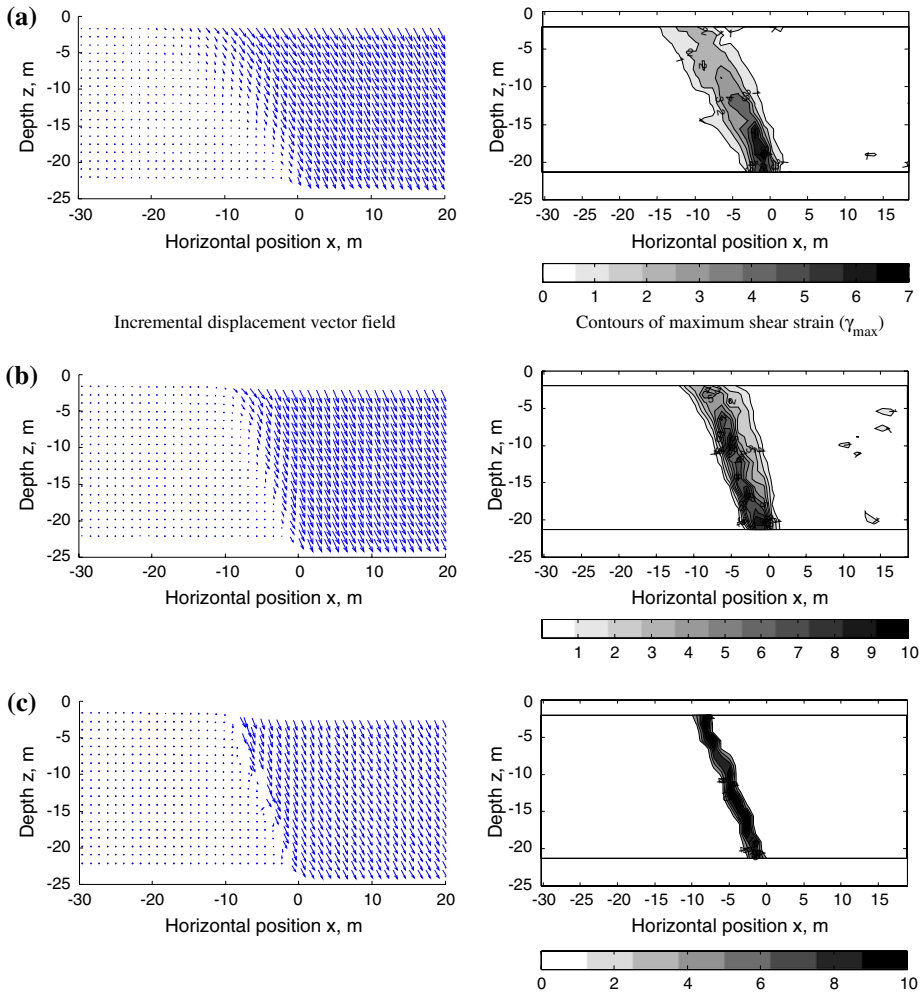 (a)
0
-5
-10
-15
-20
-25
Depth z, m
-30 -20 -10 0 10 20
Horizontal position x, m
0
-5
-10
-15
-20
-25
Depth z, m
-30 -25 -20 -15 -10 -5 0 5 10 15
Horizontal position x, m
0 1 2 3 4 5 6 7
Incremental displacement vector field
Contours of maximum shear strain (γmax)
(b)
0
-5
-10
-15
-20
-25
Depth z, m
-30 -20 -10 0 10 20
Horizontal position x, m
0
-5
-10
-15
-20
-25
Depth z, m
-30 -25 -20 -15 -10 -5 0 5 10 15
Horizontal position x, m
1 2 3 4 5 6 7 8 9 10
(c)
0
-5
-10
-15
-20
-25
Depth z, m
-30 -20 -10 0 10 20
Horizontal position x, m
0
-5
-10
-15
-20
-25
Depth z, m
-30 -25 -20 -15 -10 -5 0 5 10 15
Horizontal position x, m
0 2 4 6 8 10